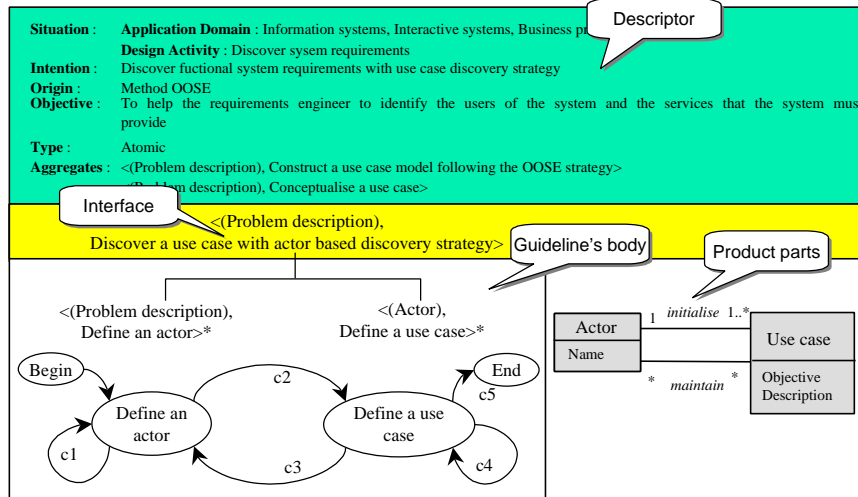 Descriptor
Situation : Application Domain : Information systems, Interactive systems, Business
Design Activity : Discover sysem requirements
Intention : Discover fuctional system requirements with use case discovery strategy
Origin : Method OOSE
Objective : To help the requirements engineer to identify the users of the system and the services that the system mus
provide
Type : Atomic
Aggregates : <(Problem description), Construct a use case model following the OOSE strategy>
<(Problem description), Conceptualise a use case>
Interface
<(Problem description),
Discover a use case with actor based discovery strategy>
Guideline's body
Product parts
<(Problem description),
Define an actor>*
<(Actor),
Define a use case>*
Begin
End
c2
c5
Define an
actor
Define a use
case
c1
c3
c4
Actor
Name
1 initialise 1..*
* maintain *
Use case
Objective
Description